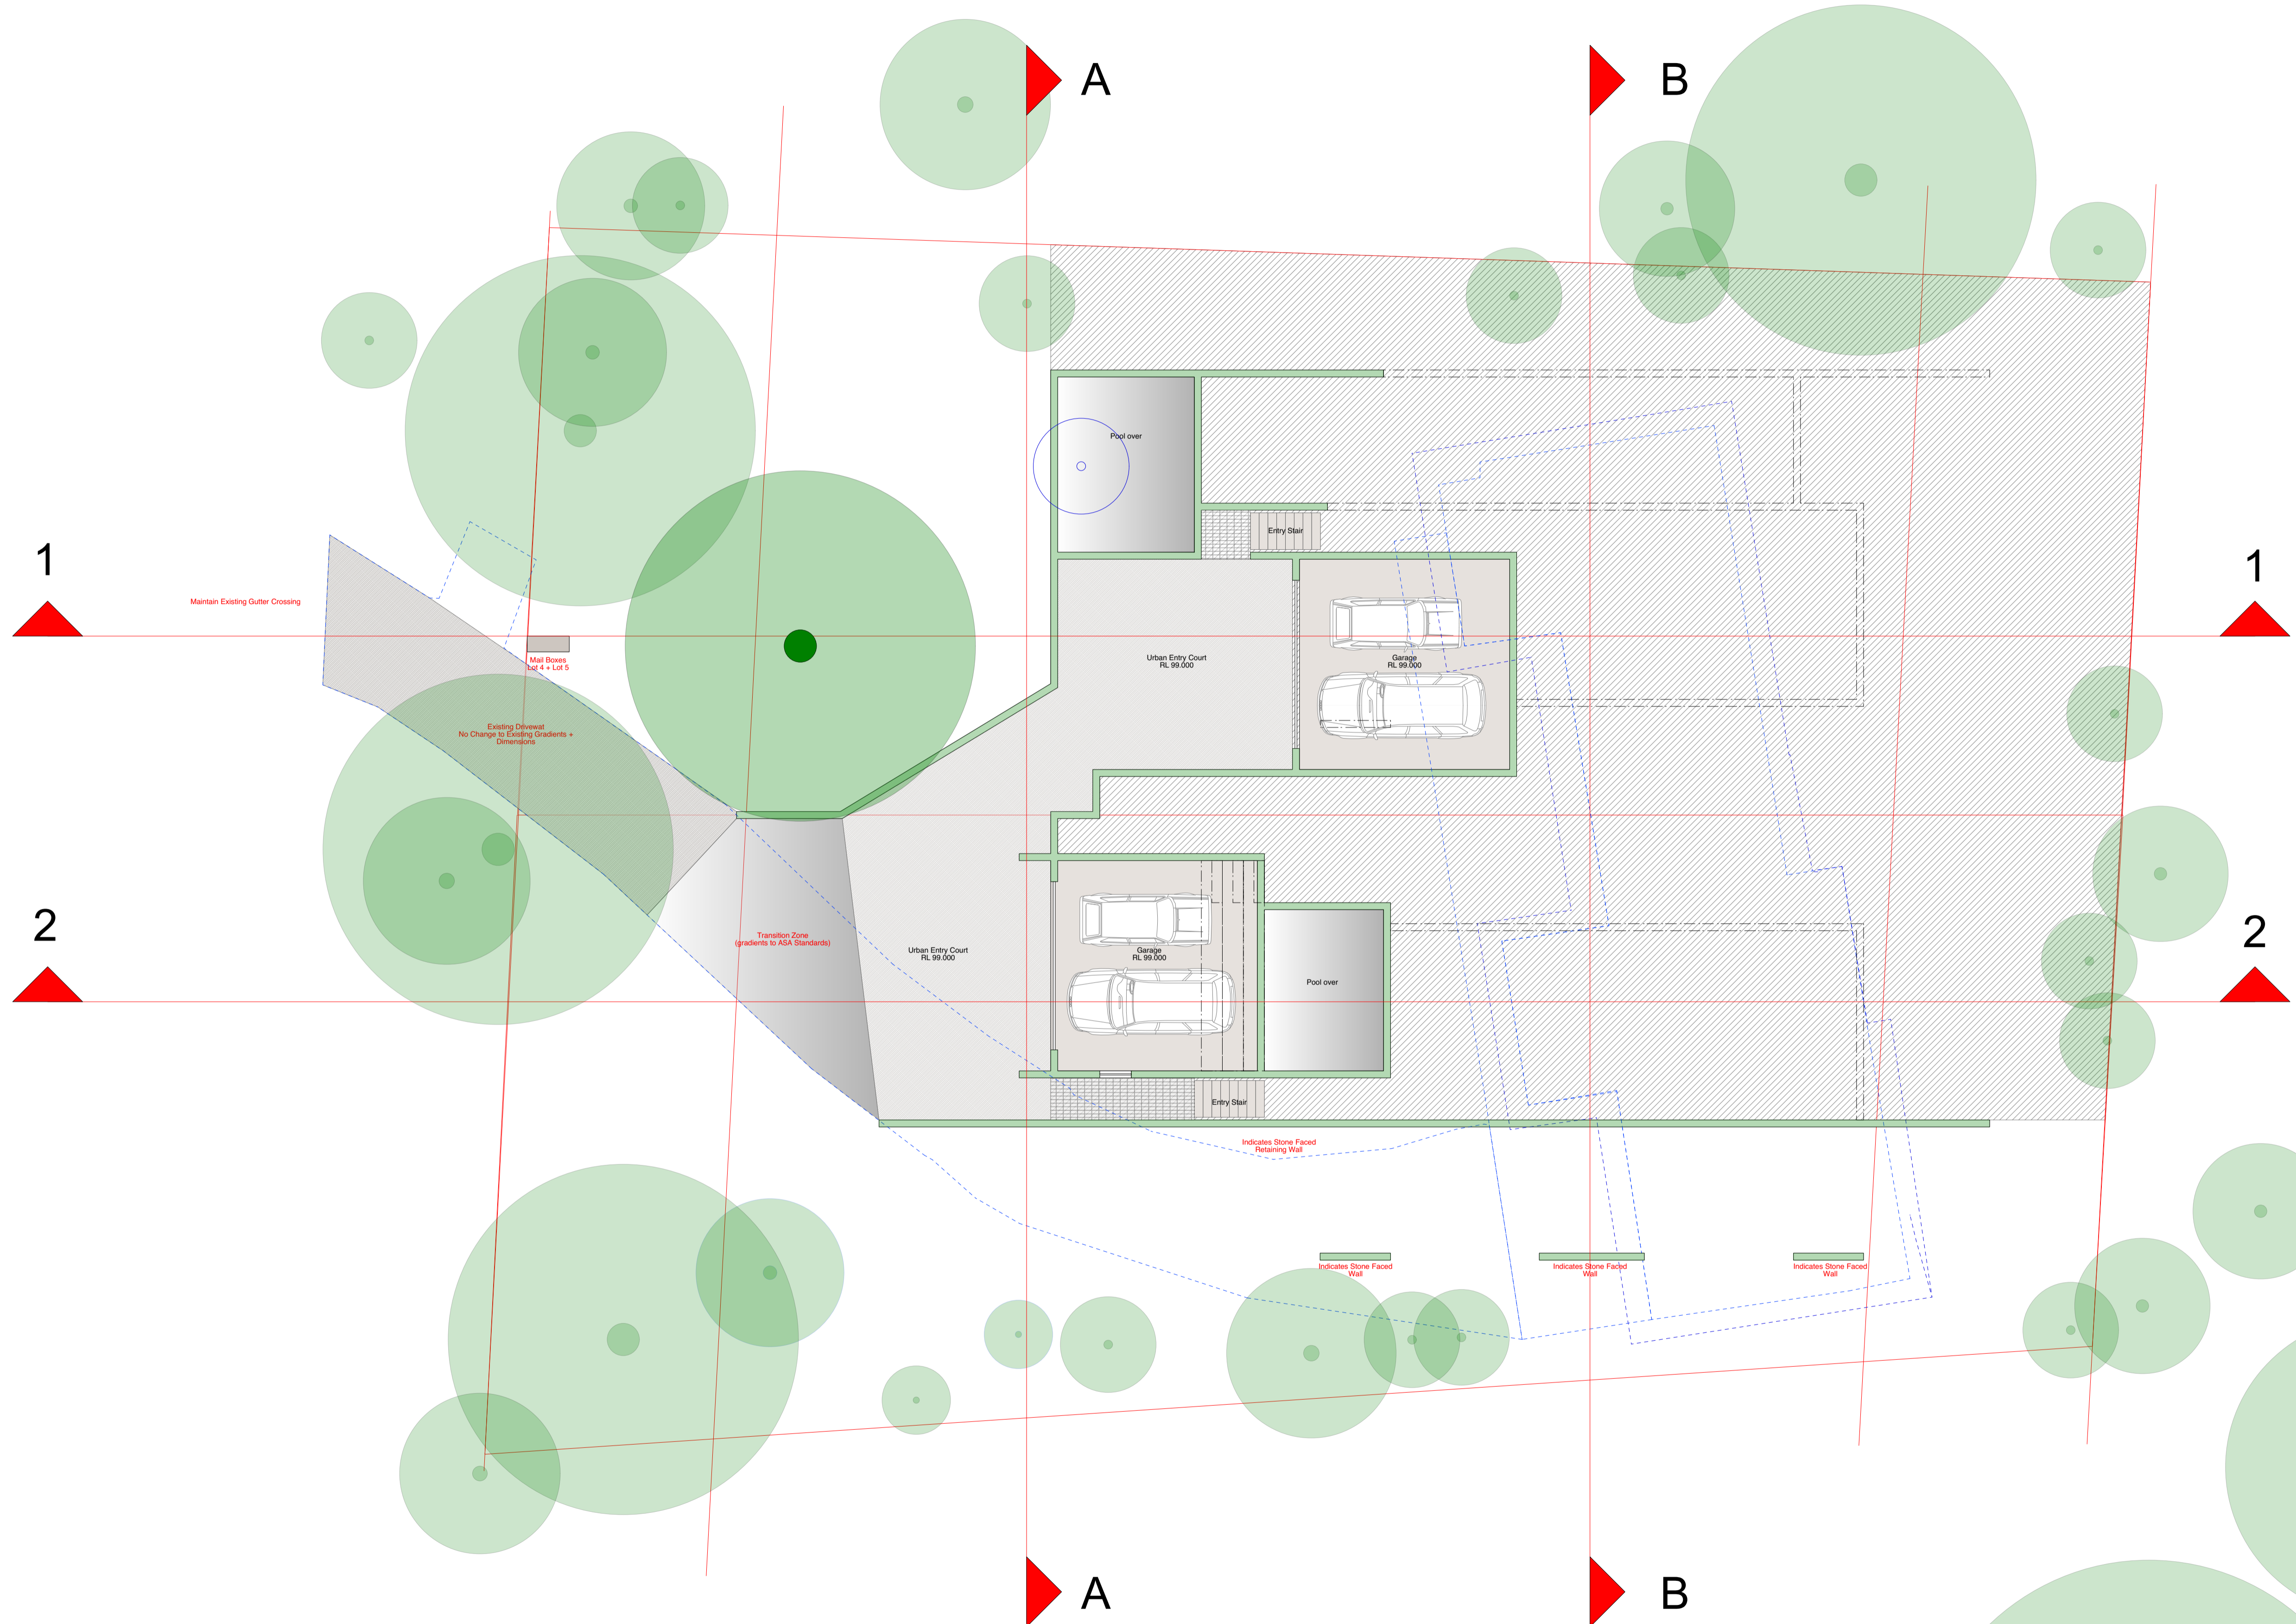 A
B
Pool over
Entry Stair
1
1
Maintain Existing Gutter Crossing
Mail Boxes
Lot 4 + Lot 5
Urban Entry Court
RL 99.000
Garage
RL 99.000
Existing Drivewat
No Change to Existing Gradients +
Dimensions
2
2
Transition Zone
(gradients to ASA Standards)
Urban Entry Court
RL 99.000
Garage
RL 99.000
Pool over
Entry Stair
Indicates Stone Faced
Retaining Wall
Indicates Stone Faced
Wall
Indicates Stone Faced
Wall
Indicates Stone Faced
Wall
A
B